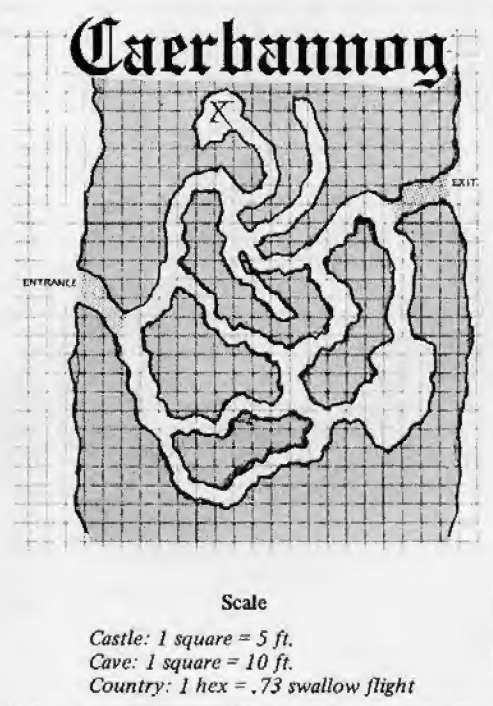 Caerbannog
X
EXIT
ENTRANCE
Scale
Castle: 1 square = 5 ft.
Cave: 1 square = 10 ft.
Country: 1 hex = .73 swallow flight